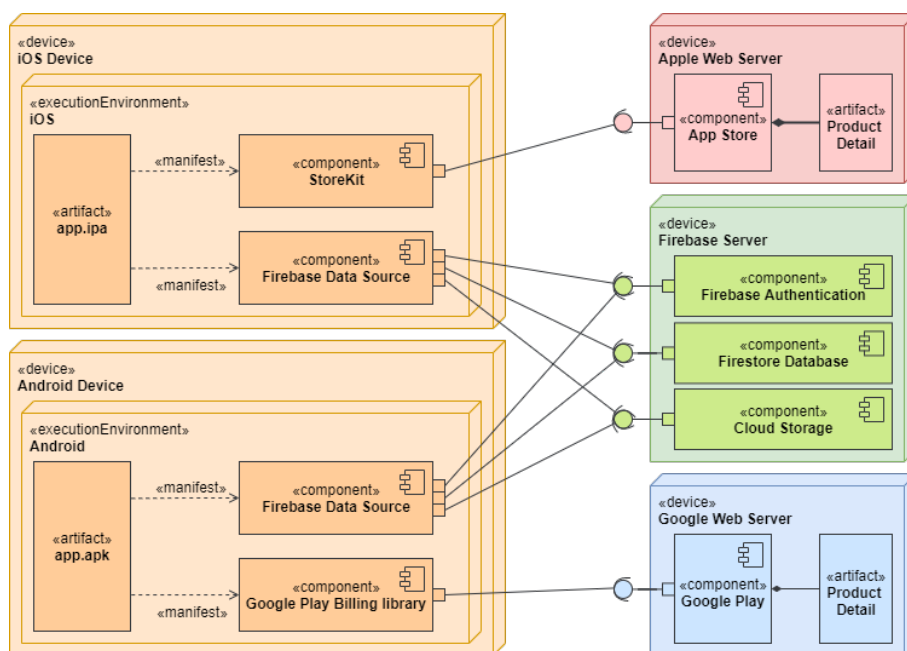 «device»
iOS Device
«executionEnvironment»
iOS
«artifact»
app.ipa
«manifest»
«manifest»
«component»
StoreKit
«component»
Firebase Data Source
«device»
Android Device
«executionEnvironment»
Android
«artifact»
app.apk
«manifest»
«manifest»
«component»
Firebase Data Source
«component»
Google Play Billing library
«device»
Apple Web Server
«component»
App Store
«artifact»
Product
Detail
«device»
Firebase Server
«component»
Firebase Authentication
«component»
Firestore Database
«component»
Cloud Storage
«device»
Google Web Server
«component»
Google Play
«artifact»
Product
Detail